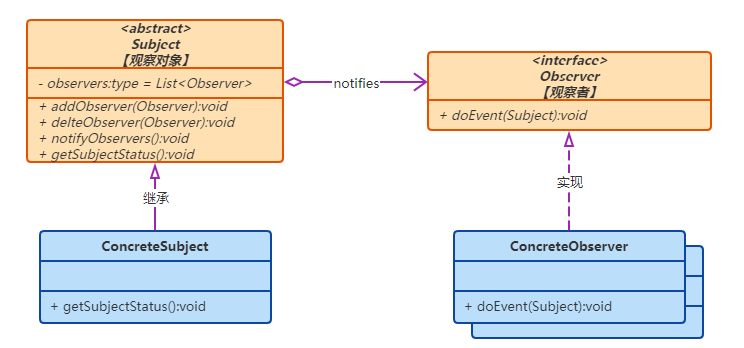 <abstract>
Subject
【观察对象】
- observers:type = List<Observer>
+ addObserver(Observer):void
+ delteObserver(Observer):void
+ notifyObservers():void
+ getSubjectStatus():void
notifies
<interface>
Observer
【观察者】
+ doEvent(Subject):void
继承
实现
ConcreteSubject
+ getSubjectStatus():void
ConcreteObserver
+ doEvent(Subject):void